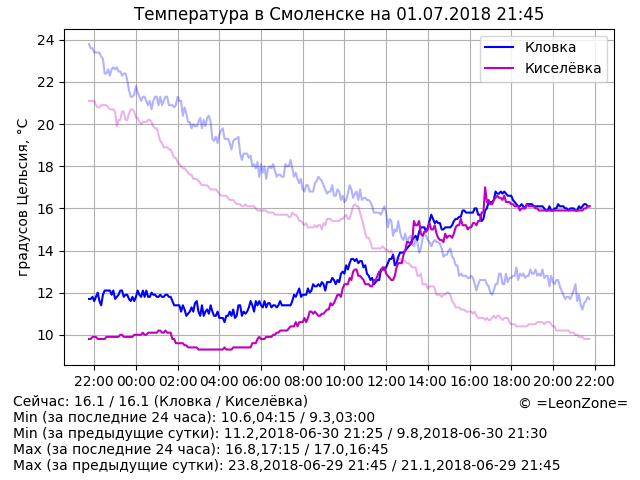 Температура в Смоленске на 01.07.2018 21:45
Кловка
Киселёвка
градусов Цельсия, °C
24
22
20
18
16
14
12
10
22:00 00:00 02:00 04:00 06:00 08:00 10:00 12:00 14:00 16:00 18:00 20:00 22:00
Сейчас: 16.1 / 16.1 (Кловка / Киселёвка)
© =LeonZone=
Min (за последние 24 часа): 10.6,04:15 / 9.3,03:00
Min (за предыдущие сутки): 11.2,2018-06-30 21:25 / 9.8,2018-06-30 21:30
Max (за последние 24 часа): 16.8,17:15 / 17.0,16:45
Max (за предыдущие сутки): 23.8,2018-06-29 21:45 / 21.1,2018-06-29 21:45